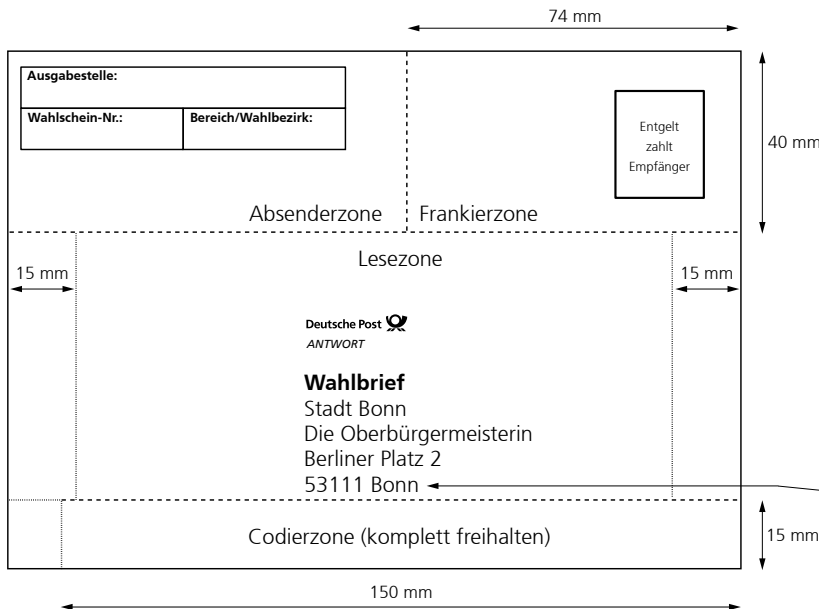 74 mm
Ausgabestelle:
Wahlschein-Nr.: Bereich/Wahlbezirk:
Entgelt
zahlt
Empfänger
40 mm
Absenderzone Frankierzone
Lesezone
15 mm 15 mm
Deutsche Post
ANTWORT
Wahlbrief
Stadt Bonn
Die Oberbürgermeisterin
Berliner Platz 2
53111 Bonn
Codierzone (komplett freihalten)
15 mm
150 mm